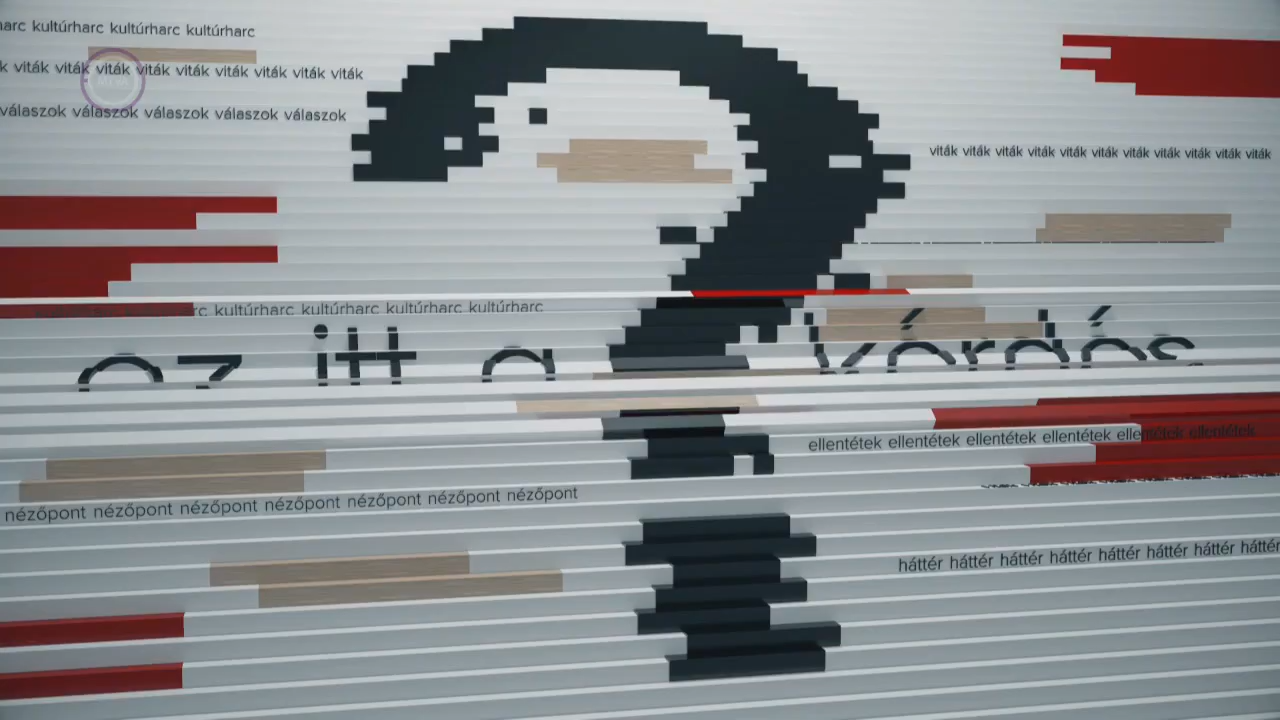 kultúrharc kultúrharc kultúrharc
viták viták viták viták viták viták viták viták viták
válaszok válaszok válaszok válaszok válaszok
viták viták viták viták viták viták viták viták viták viták viták
kultúrharc kultúrharc kultúrharc kultúrharc
ez itt a kérdés
ellentétek ellentétek ellentétek ellentétek ellentétek ellentétek
nézőpont nézőpont nézőpont nézőpont nézőpont nézőpont nézőpont
háttér háttér háttér háttér háttér háttér háttér háttér